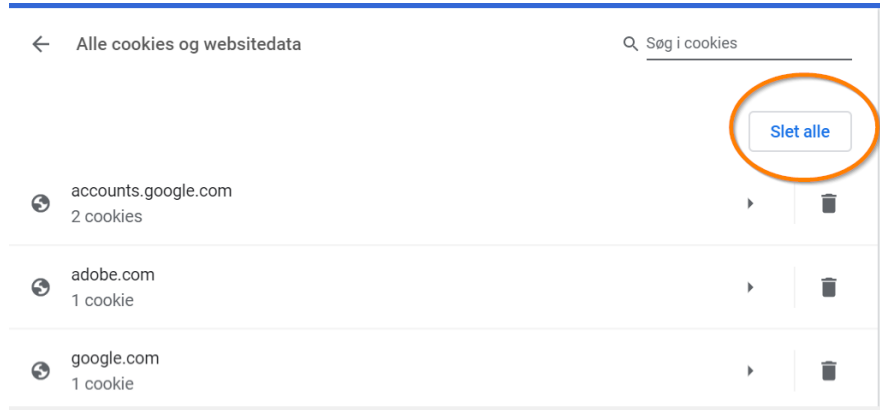 Alle cookies og websitedata
Søg i cookies
Slet alle
accounts.google.com
2 cookies
adobe.com
1 cookie
google.com
1 cookie